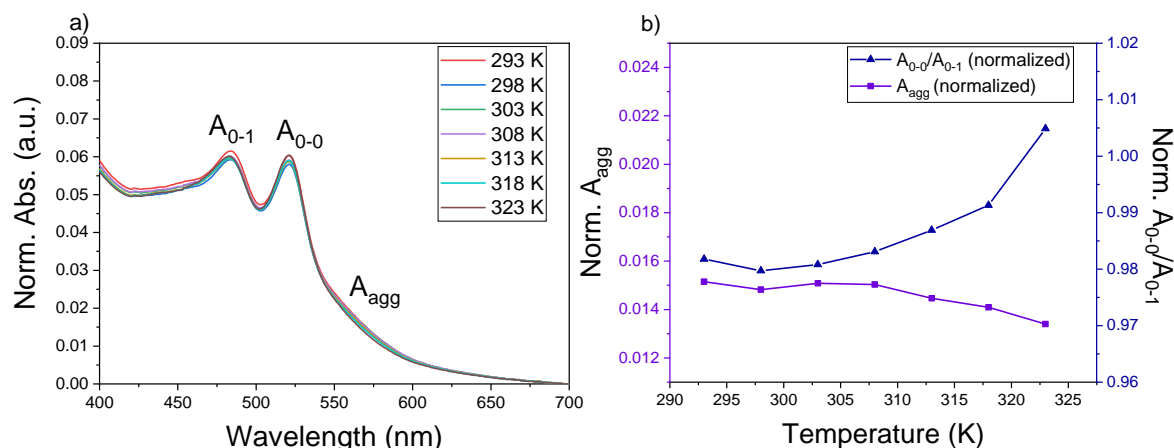 a)
Norm. Abs. (a.u.)
0.09
0.08
0.07
0.06
0.05
0.04
0.03
0.02
0.01
0.00
A0-1
A0-0
Aagg
293 K
298 K
303 K
308 K
313 K
318 K
323 K
400 450 500 550 600 650 700
Wavelength (nm)
b)
Norm. Aagg
0.024
0.022
0.020
0.018
0.016
0.014
0.012
A0-0/A0-1 (normalized)
Aagg (normalized)
1.02
1.01
1.00
0.99
0.98
0.97
0.96
Norm. A0-0/A0-1
290 295 300 305 310 315 320 325
Temperature (K)